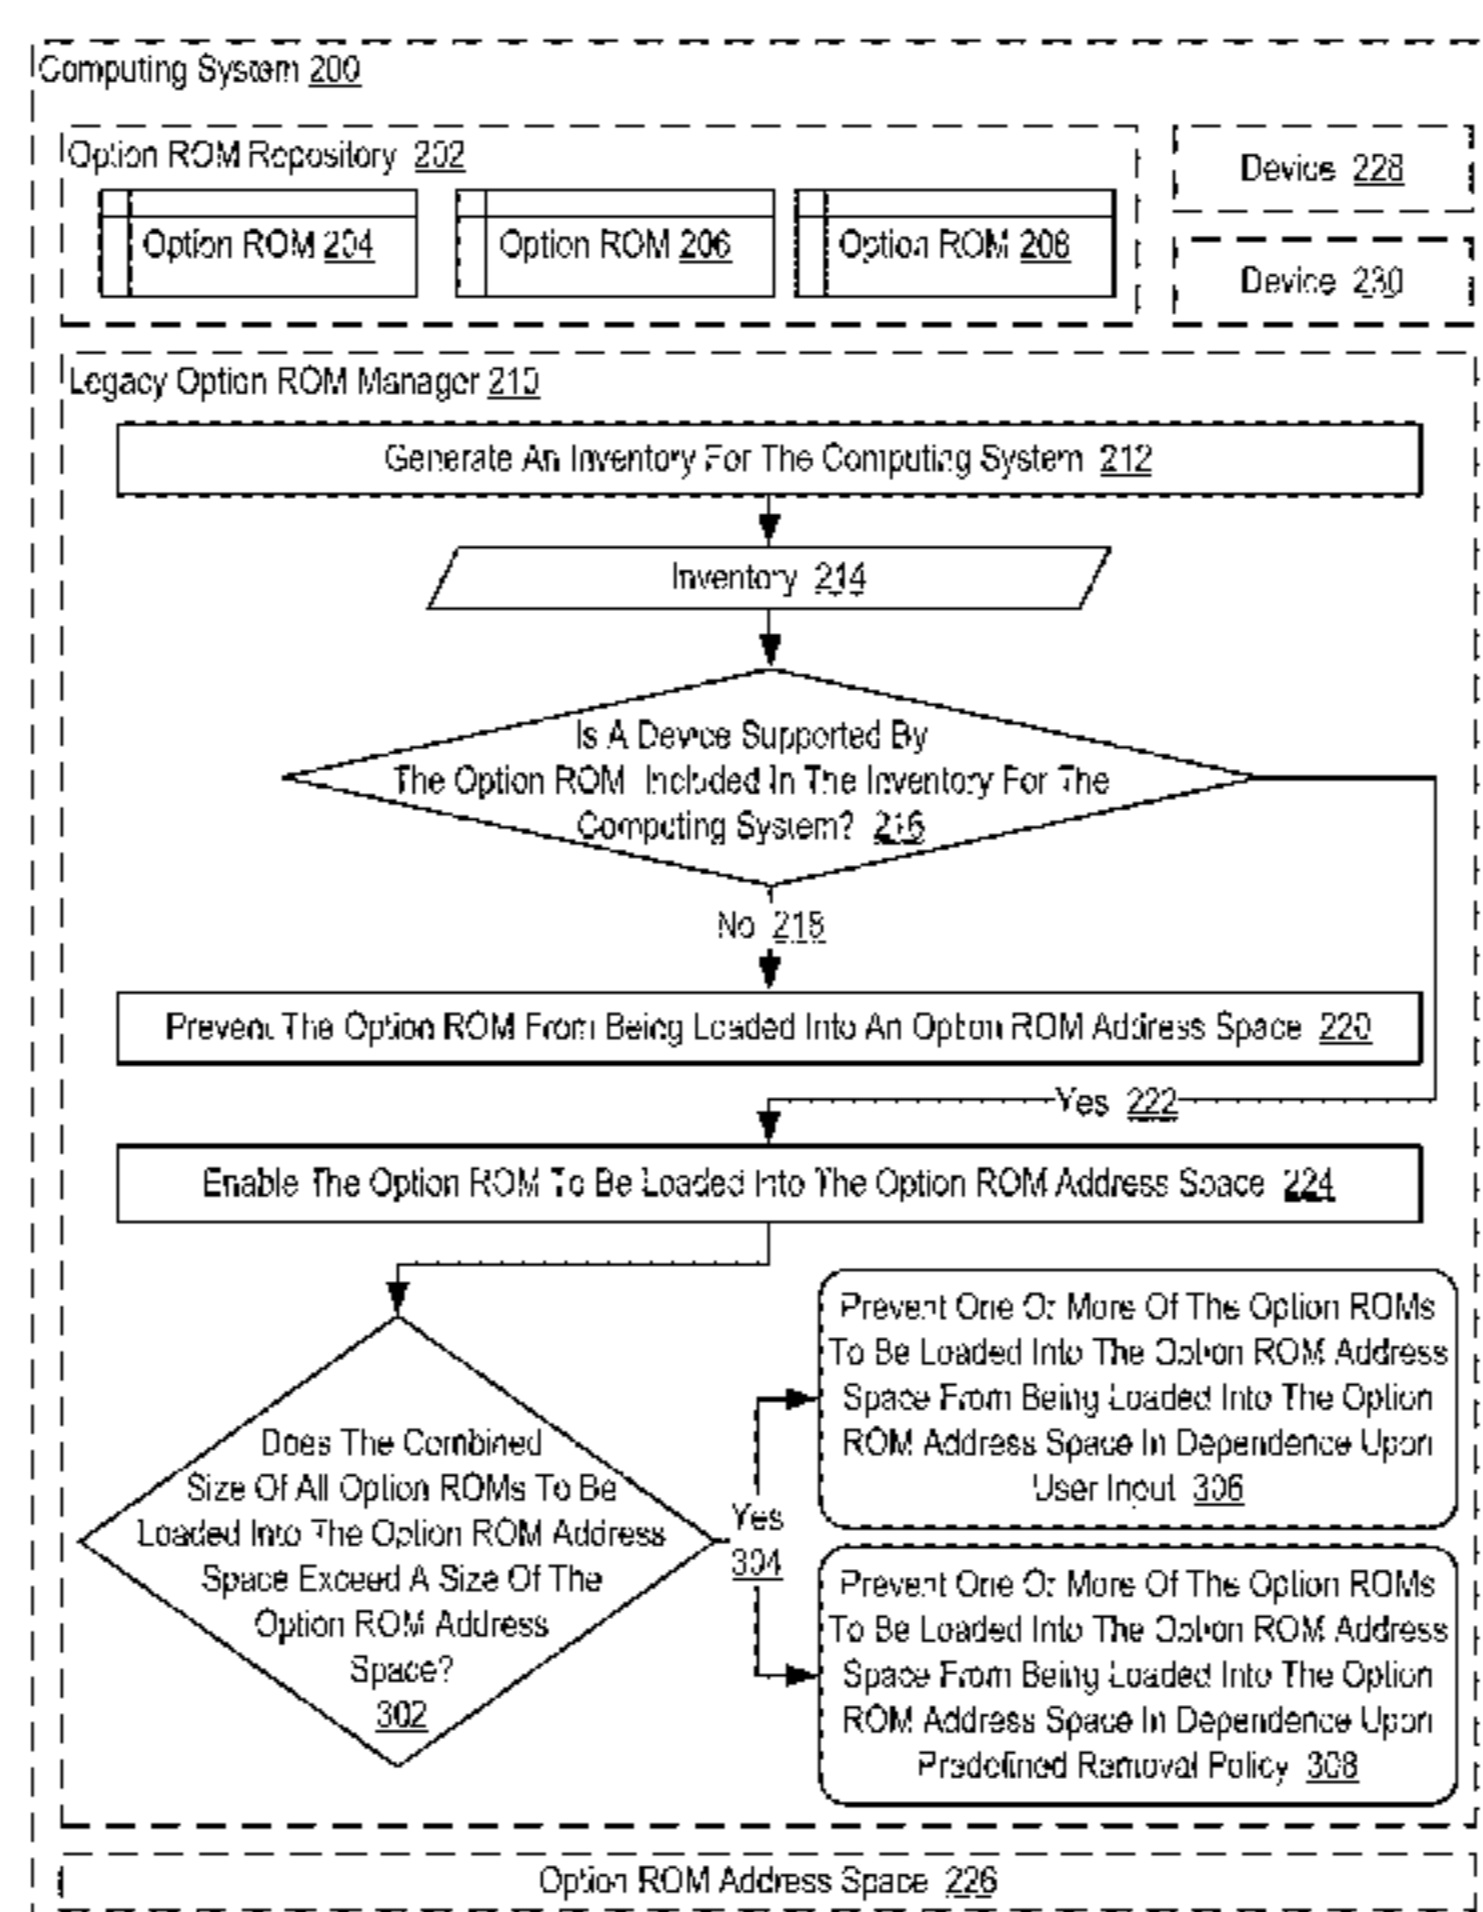 Computing System 200
Option ROM Repository 202
Device 228
Option ROM 204
Option ROM 206
Option ROM 208
Device 230
Legacy Option ROM Manager 210
Generate An Inventory For The Computing System 212
Inventory 214
Is A Device Supported By
The Option ROM Included In The Inventory For The
Computing System? 216
No 218
Prevent The Option ROM From Being Loaded Into An Option ROM Address Space 220
Yes 222
Enable The Option ROM To Be Loaded Into The Option ROM Address Space 224
Does The Combined
Size Of All Option ROMs To Be
Loaded Into The Option ROM Address
Space Exceed A Size Of The
Option ROM Address
Space?
302
Yes
304
Prevent One Or More Of The Option ROMs
To Be Loaded Into The Option ROM Address
Space From Being Loaded Into The Option
ROM Address Space In Dependence Upon
User Input 306
Prevent One Or More Of The Option ROMs
To Be Loaded Into The Option ROM Address
Space From Being Loaded Into The Option
ROM Address Space In Dependence Upon
Predefined Removal Policy 308
Option ROM Address Space 226